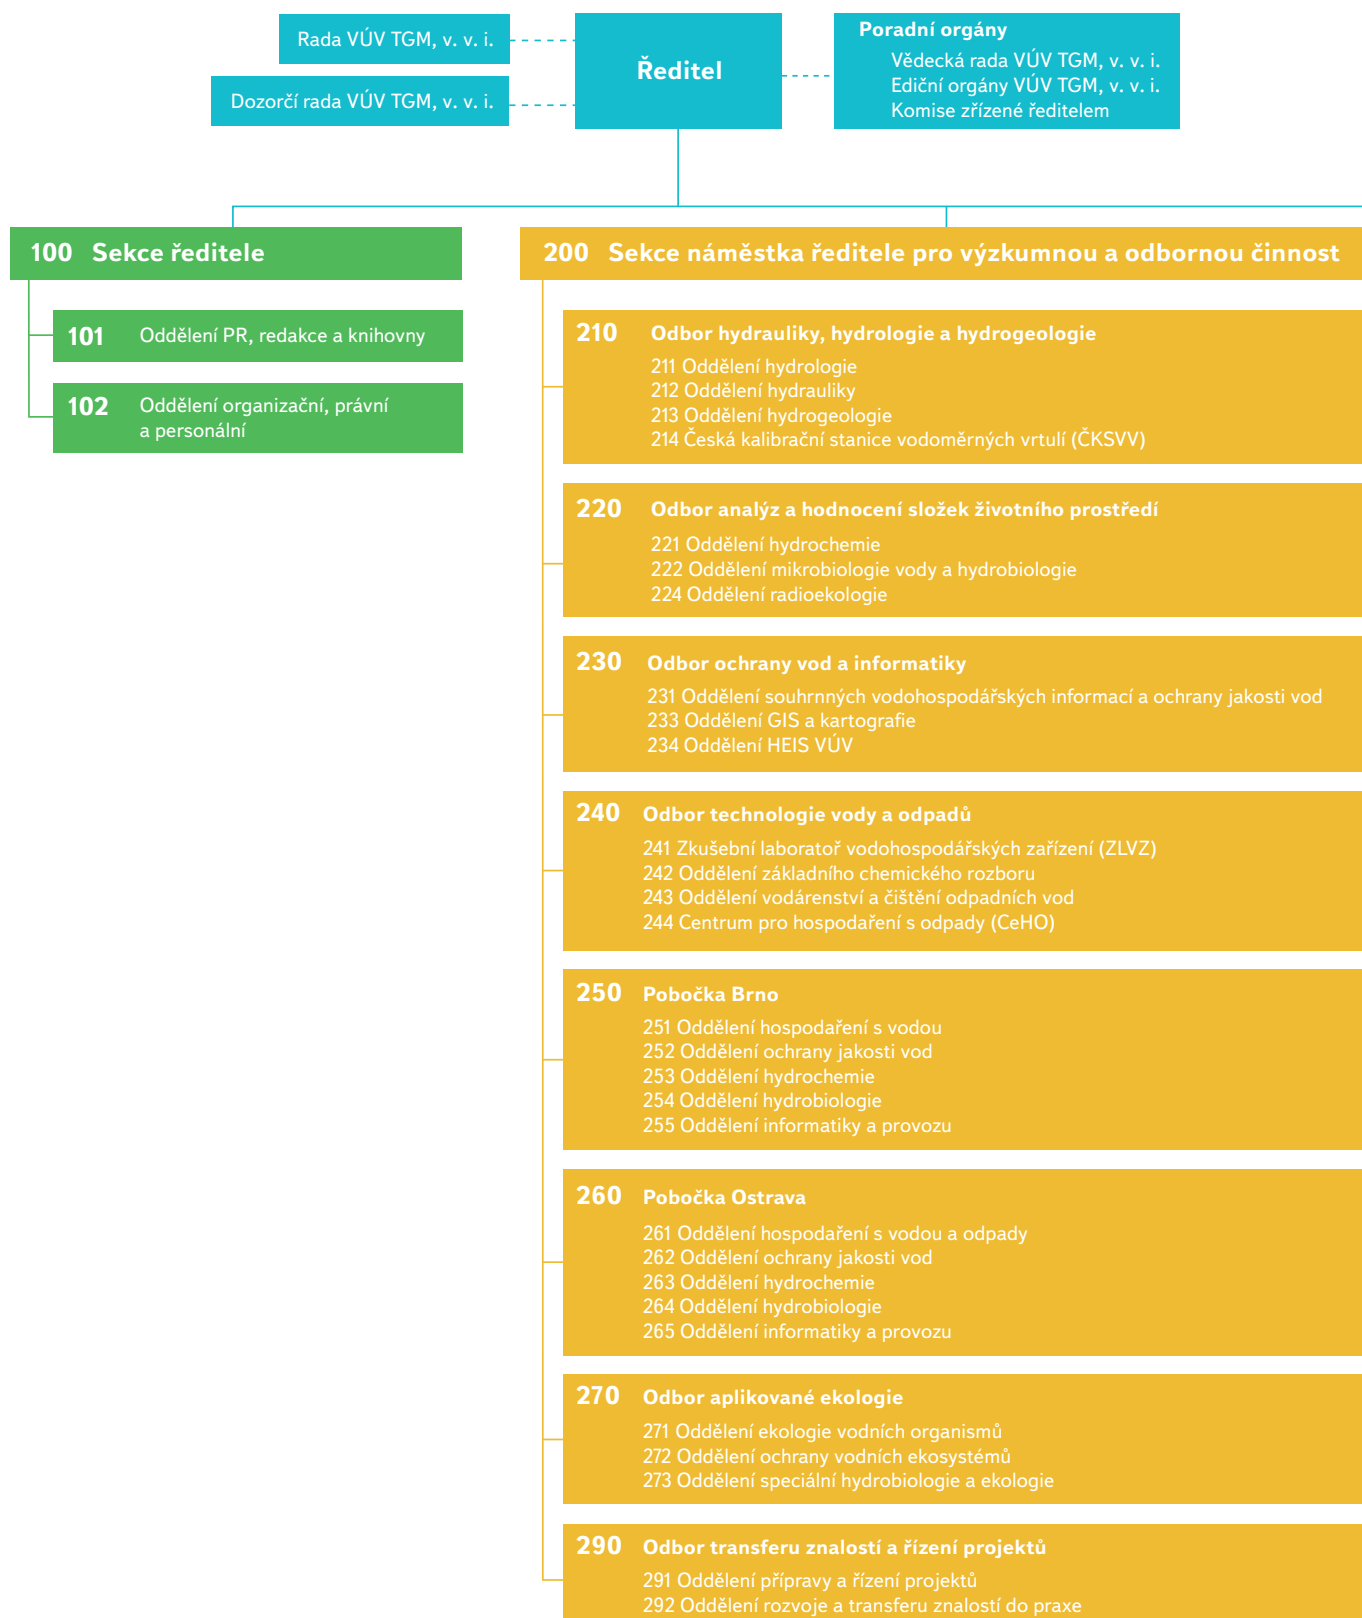 Rada VÚV TGM, v. v. i.
Dozorčí rada VÚV TGM, v. v. i.
Ředitel
Poradní orgány
Vědecká rada VÚV TGM, v. v. i.
Ediční orgány VÚV TGM, v. v. i.
Komise zřízené ředitelem
100 Sekce ředitele
101 Oddělení PR, redakce a knihovny
102 Oddělení organizační, právní
a personální
200 Sekce náměstka ředitele pro výzkumnou a odbornou činnost
210 Odbor hydrauliky, hydrologie a hydrogeologie
211 Oddělení hydrologie
212 Oddělení hydrauliky
213 Oddělení hydrogeologie
214 Česká kalibrační stanice vodoměrných vrtulí (ČKSVV)
220 Odbor analýz a hodnocení složek životního prostředí
221 Oddělení hydrochemie
222 Oddělení mikrobiologie vody a hydrobiologie
224 Oddělení radioekologie
230 Odbor ochrany vod a informatiky
231 Oddělení souhrnných vodohospodářských informací a ochrany jakosti vod
233 Oddělení GIS a kartografie
234 Oddělení HEIS VÚV
240 Odbor technologie vody a odpadů
241 Zkušební laboratoř vodohospodářských zařízení (ZLVZ)
242 Oddělení základního chemického rozboru
243 Oddělení vodárenství a čištění odpadních vod
244 Centrum pro hospodaření s odpady (CeHO)
250 Pobočka Brno
251 Oddělení hospodaření s vodou
252 Oddělení ochrany jakosti vod
253 Oddělení hydrochemie
254 Oddělení hydrobiologie
255 Oddělení informatiky a provozu
260 Pobočka Ostrava
261 Oddělení hospodaření s vodou a odpady
262 Oddělení ochrany jakosti vod
263 Oddělení hydrochemie
264 Oddělení hydrobiologie
265 Oddělení informatiky a provozu
270 Odbor aplikované ekologie
271 Oddělení ekologie vodních organismů
272 Oddělení ochrany vodních ekosystémů
273 Oddělení speciální hydrobiologie a ekologie
290 Odbor transferu znalostí a řízení projektů
291 Oddělení přípravy a řízení projektů
292 Oddělení rozvoje a transferu znalostí do praxe